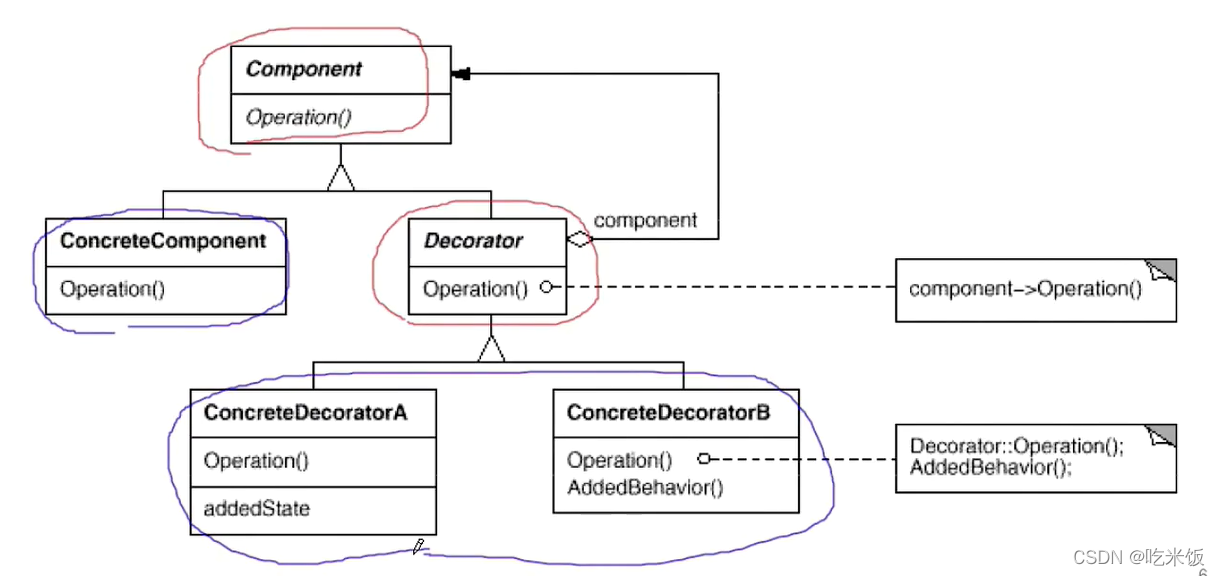 Component
Operation()
component
ConcreteComponent
Operation()
Decorator
Operation()
component->Operation()
ConcreteDecoratorA
Operation()
addedState
ConcreteDecoratorB
Operation()
AddedBehavior()
Decorator::Operation();
AddedBehavior();
CSDN @吃米饭
6